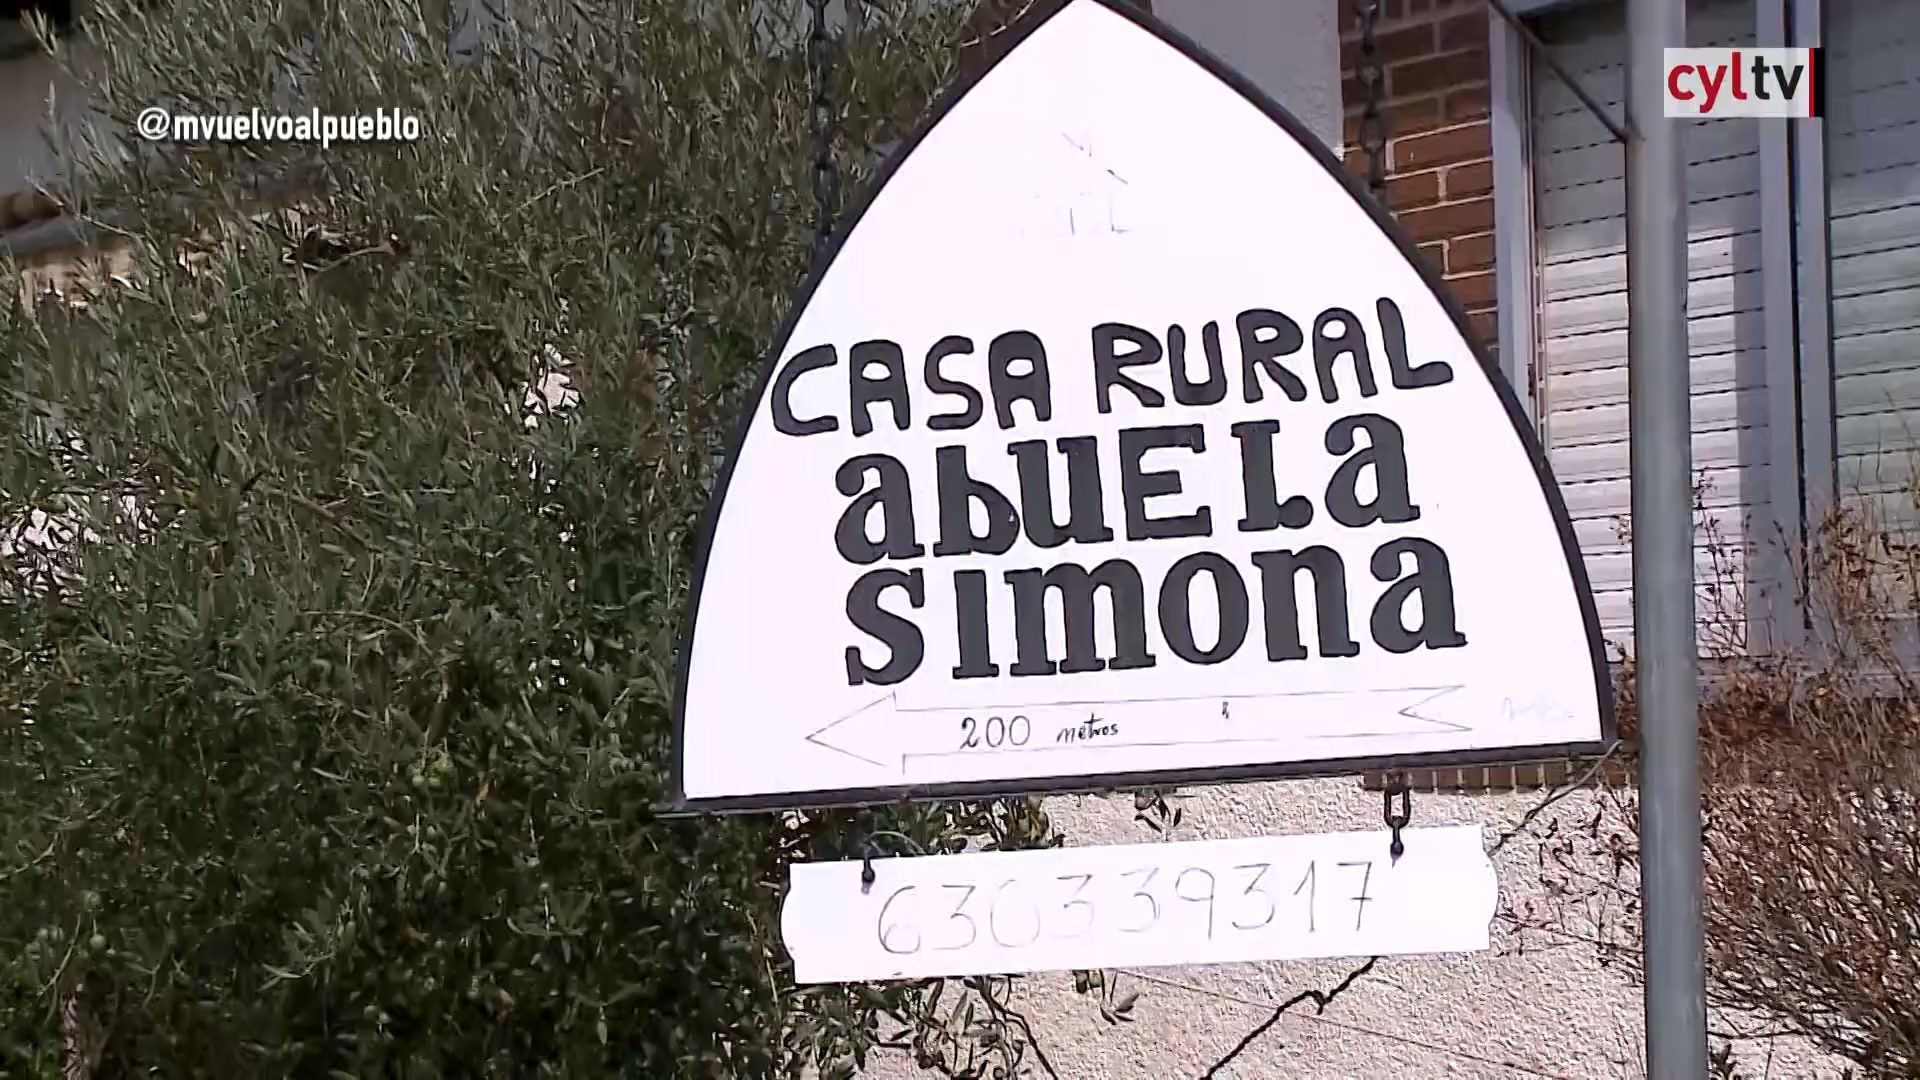 @mvuelvoalpueblo
cyltv
CASA RURAL
abuEla
simona
200 metros
630339317